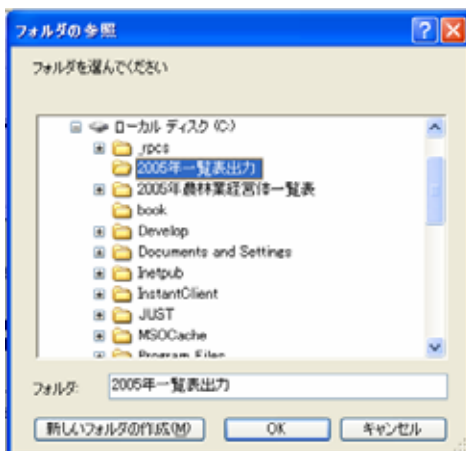 フォルダの参照
フォルダを選んでください
ローカル ディスク (C:)
_rpcs
2005年一覧表出力
2005年農林業経営体一覧表
book
Develop
Documents and Settings
Inetpub
InstantClient
JUST
MSOCache
Program Files
フォルダ: 2005年一覧表出力
新しいフォルダの作成(M) OK キャンセル